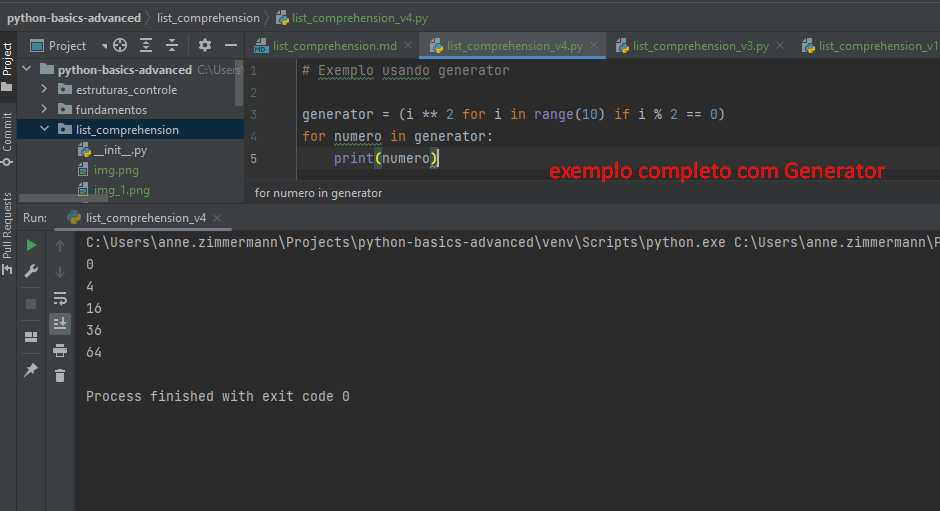 python-basics-advanced list_comprehension list_comprehension_v4.py
Project
list_comprehension.md list_comprehension_v4.py list_comprehension_v3.py list_comprehension_v1
python-basics-advanced C:\Users\
estruturas_controle
fundamentos
list_comprehension
__init__.py
img.png
img_1.png
1 # Exemplo usando generator
2
3 generator = (i ** 2 for i in range(10) if i % 2 == 0)
4 for numero in generator:
5 print(numero)
exemplo completo com Generator
for numero in generator
Project
Commit
Pull Requests
Run: list_comprehension_v4
C:\Users\anne.zimmermann\Projects\python-basics-advanced\venv\Scripts\python.exe C:\Users\anne.zimmermann\P
0
4
16
36
64
Process finished with exit code 0